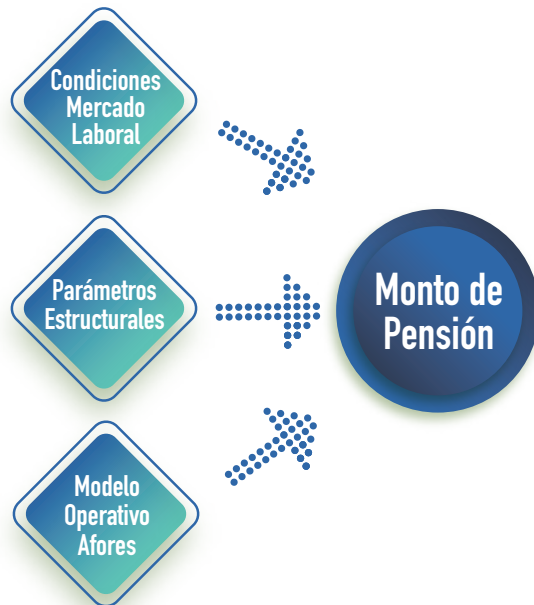 Condiciones
Mercado
Laboral
Parámetros
Estructurales
Monto de
Pensión
Modelo
Operativo
Afores